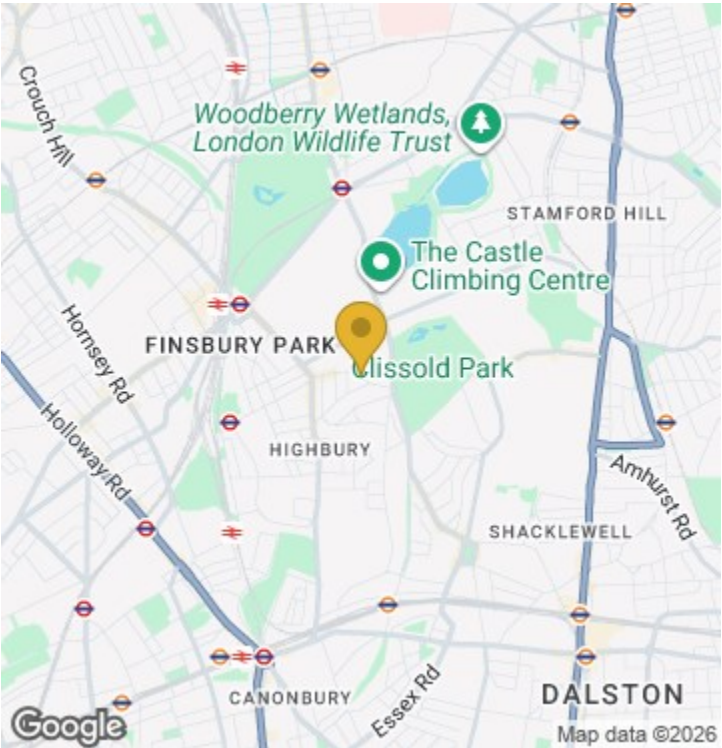 Crouch Hill
Woodberry Wetlands,
London Wildlife Trust
STAMFORD HILL
The Castle
Climbing Centre
Hornsey Rd
FINSBURY PARK
Clissold Park
Holloway Rd
HIGHBURY
Amhurst Rd
SHACKLEWELL
CANONBURY
Essex Rd
DALSTON
Google
Map data ©2026